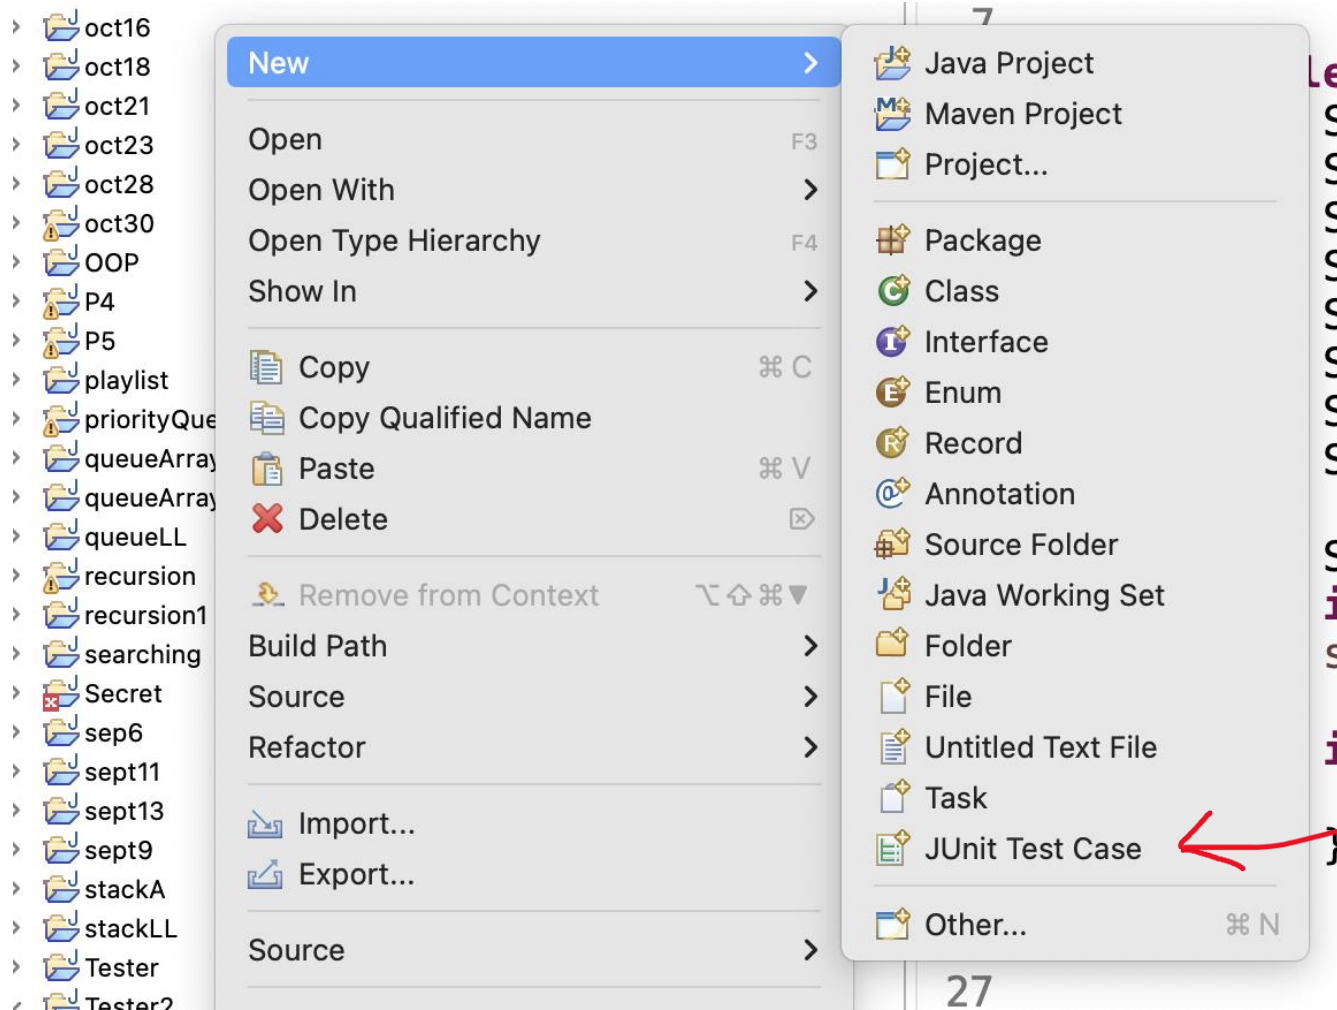 oct16
oct18
oct21
oct23
oct28
oct30
OOP
P4
P5
playlist
priorityQue
queueArray
queueArray
queueLL
recursion
recursion1
searching
Secret
sep6
sept11
sept13
sept9
stackA
stackLL
Tester
Tester2
New
Open F3
Open With
Open Type Hierarchy F4
Show In
Copy ⌘ C
Copy Qualified Name
Paste ⌘ V
Delete ⌦
Remove from Context ⌥⇧⌘▼
Build Path
Source
Refactor
Import...
Export...
Source
Java Project
Maven Project
Project...
Package
Class
Interface
Enum
Record
Annotation
Source Folder
Java Working Set
Folder
File
Untitled Text File
Task
JUnit Test Case
Other... ⌘ N
7
27